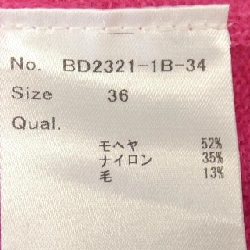 No. BD2321-1B-34
Size 36
Qual.
モヘヤ 52%
ナイロン 35%
毛 13%